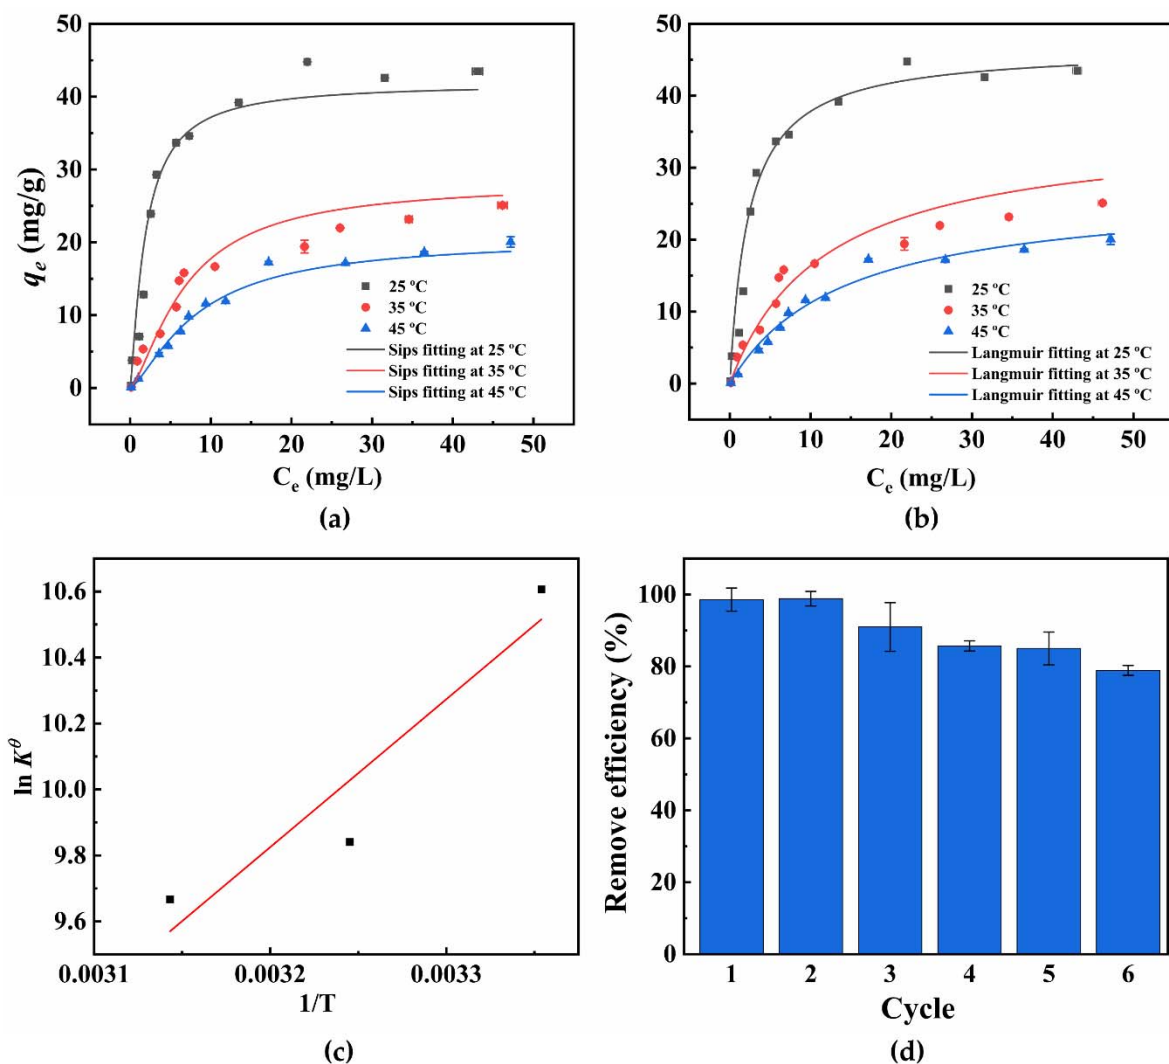 50
40
30
20
10
0
qe (mg/g)
25 ºC
35 ºC
45 ºC
Sips fitting at 25 ºC
Sips fitting at 35 ºC
Sips fitting at 45 ºC
0 10 20 30 40 50
Ce (mg/L)
(a)
50
40
30
20
10
0
25 ºC
35 ºC
45 ºC
Langmuir fitting at 25 ºC
Langmuir fitting at 35 ºC
Langmuir fitting at 45 ºC
0 10 20 30 40 50
Ce (mg/L)
(b)
10.6
10.4
10.2
10.0
9.8
9.6
ln Kθ
0.0031 0.0032 0.0033
1/T
(c)
100
80
60
40
20
0
Remove efficiency (%)
1 2 3 4 5 6
Cycle
(d)